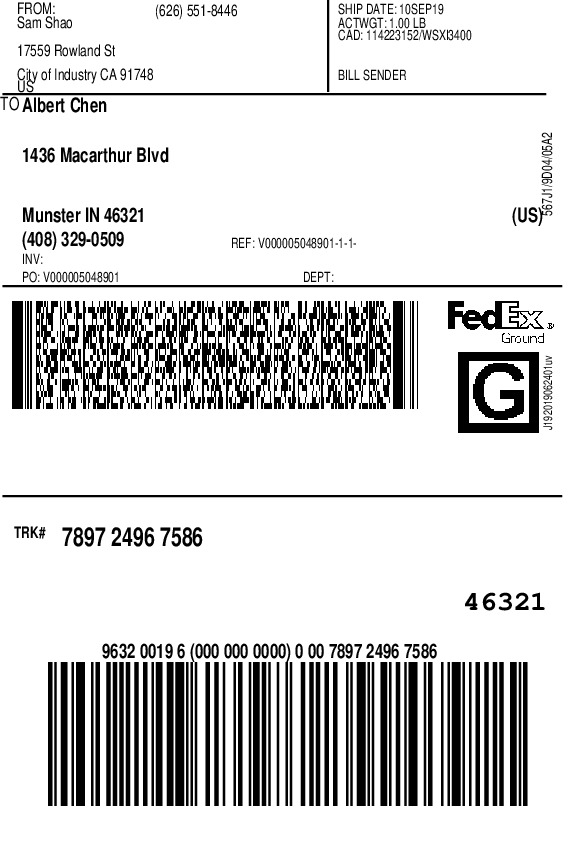 FROM: (626) 551-8446
Sam Shao
17559 Rowland St
City of Industry CA 91748
US
SHIP DATE: 10SEP19
ACTWGT: 1.00 LB
CAD: 114223152/WSXI3400
BILL SENDER
TO Albert Chen
1436 Macarthur Blvd
Munster IN 46321 (US)
(408) 329-0509 REF: V000005048901-1-1-
INV:
PO: V000005048901 DEPT:
567J1/9D04/05A2
FedEx®
Ground
G
J192019062401uv
TRK# 7897 2496 7586
46321
9632 0019 6 (000 000 0000) 0 00 7897 2496 7586